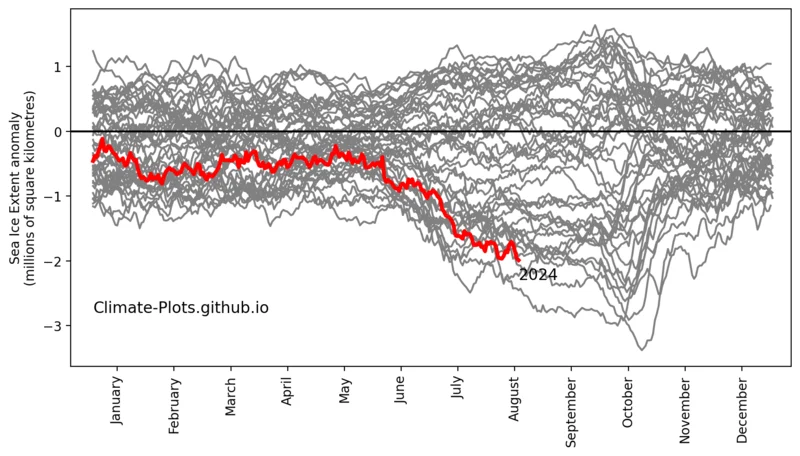 Sea Ice Extent anomaly
(millions of square kilometres)
1
0
−1
−2
−3
2024
Climate-Plots.github.io
January
February
March
April
May
June
July
August
September
October
November
December